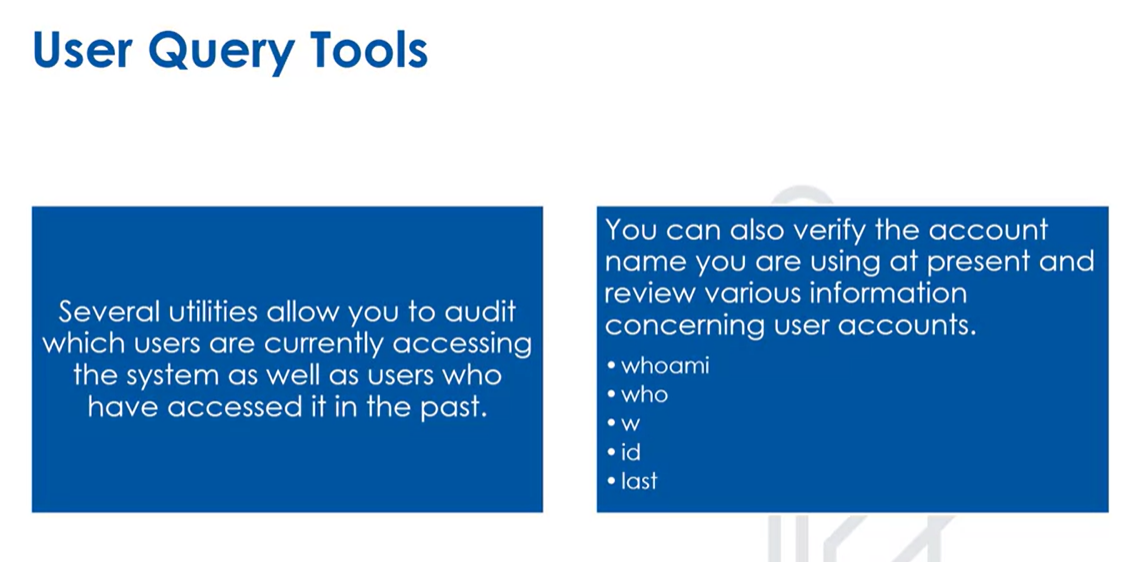 User Query Tools
Several utilities allow you to audit
which users are currently accessing
the system as well as users who
have accessed it in the past.
You can also verify the account
name you are using at present and
review various information
concerning user accounts.
• whoami
• who
• w
• id
• last